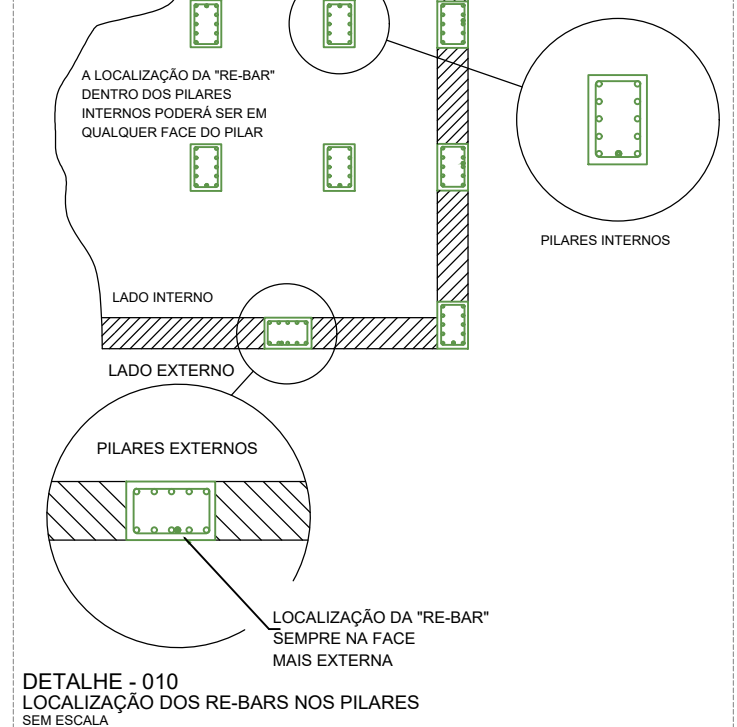 A LOCALIZAÇÃO DA "RE-BAR"
DENTRO DOS PILARES
INTERNOS PODERÁ SER EM
QUALQUER FACE DO PILAR
PILARES INTERNOS
LADO INTERNO
LADO EXTERNO
PILARES EXTERNOS
LOCALIZAÇÃO DA "RE-BAR"
SEMPRE NA FACE
MAIS EXTERNA
DETALHE - 010
LOCALIZAÇÃO DOS RE-BARS NOS PILARES
SEM ESCALA